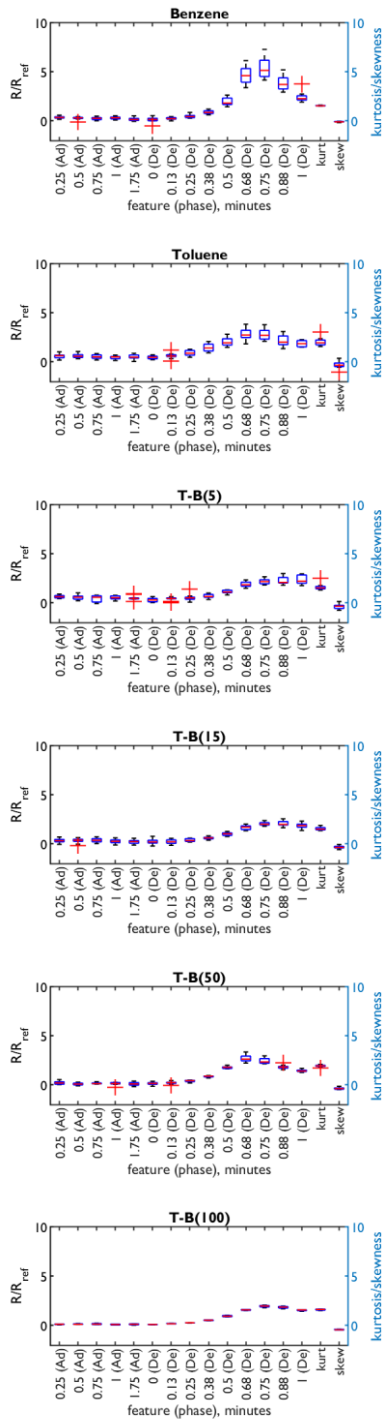 Benzene
10
5
0
R/Rref
10
5
0
kurtosis/skewness
0.25 (Ad)
0.5 (Ad)
0.75 (Ad)
1 (Ad)
1.75 (Ad)
0 (De)
0.13 (De)
0.25 (De)
0.38 (De)
0.5 (De)
0.68 (De)
0.75 (De)
0.88 (De)
1 (De)
kurt
skew
feature (phase), minutes
Toluene
10
5
0
R/Rref
10
5
0
kurtosis/skewness
0.25 (Ad)
0.5 (Ad)
0.75 (Ad)
1 (Ad)
1.75 (Ad)
0 (De)
0.13 (De)
0.25 (De)
0.38 (De)
0.5 (De)
0.68 (De)
0.75 (De)
0.88 (De)
1 (De)
kurt
skew
feature (phase), minutes
T-B(5)
10
5
0
R/Rref
10
5
0
kurtosis/skewness
0.25 (Ad)
0.5 (Ad)
0.75 (Ad)
1 (Ad)
1.75 (Ad)
0 (De)
0.13 (De)
0.25 (De)
0.38 (De)
0.5 (De)
0.68 (De)
0.75 (De)
0.88 (De)
1 (De)
kurt
skew
feature (phase), minutes
T-B(15)
10
5
0
R/Rref
10
5
0
kurtosis/skewness
0.25 (Ad)
0.5 (Ad)
0.75 (Ad)
1 (Ad)
1.75 (Ad)
0 (De)
0.13 (De)
0.25 (De)
0.38 (De)
0.5 (De)
0.68 (De)
0.75 (De)
0.88 (De)
1 (De)
kurt
skew
feature (phase), minutes
T-B(50)
10
5
0
R/Rref
10
5
0
kurtosis/skewness
0.25 (Ad)
0.5 (Ad)
0.75 (Ad)
1 (Ad)
1.75 (Ad)
0 (De)
0.13 (De)
0.25 (De)
0.38 (De)
0.5 (De)
0.68 (De)
0.75 (De)
0.88 (De)
1 (De)
kurt
skew
feature (phase), minutes
T-B(100)
10
5
0
R/Rref
10
5
0
kurtosis/skewness
0.25 (Ad)
0.5 (Ad)
0.75 (Ad)
1 (Ad)
1.75 (Ad)
0 (De)
0.13 (De)
0.25 (De)
0.38 (De)
0.5 (De)
0.68 (De)
0.75 (De)
0.88 (De)
1 (De)
kurt
skew
feature (phase), minutes